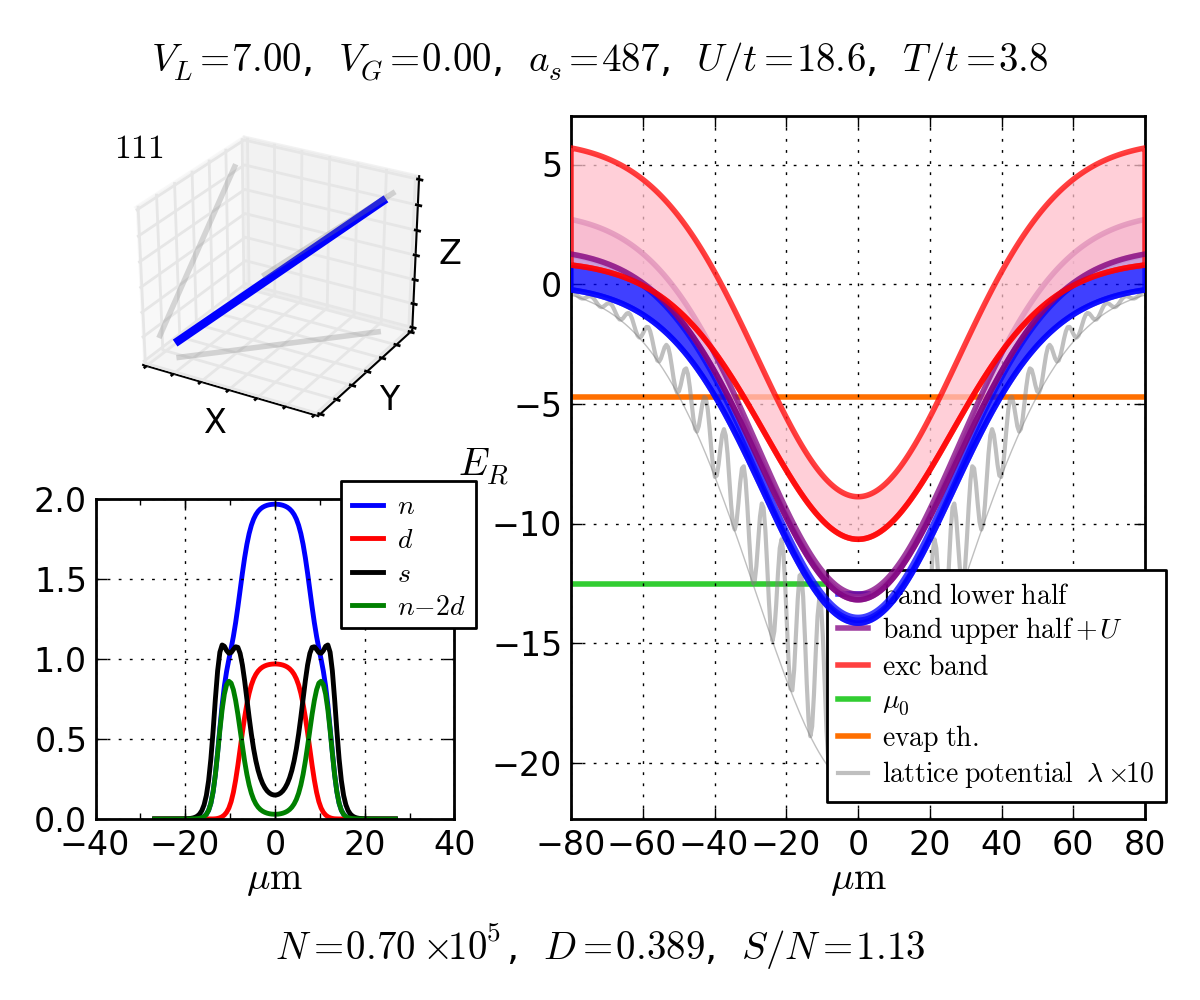 V_L=7.00, V_G=0.00, a_s=487, U/t=18.6, T/t=3.8
111
Z
Y
X
E_R
5
0
−5
−10
−15
−20
−80 −60 −40 −20 0 20 40 60 80
μm
band lower half
band upper half+U
exc band
μ_0
evap th.
lattice potential λ×10
2.0
1.5
1.0
0.5
0.0
−40 −20 0 20 40
μm
n
d
s
n−2d
N=0.70×10^5, D=0.389, S/N=1.13